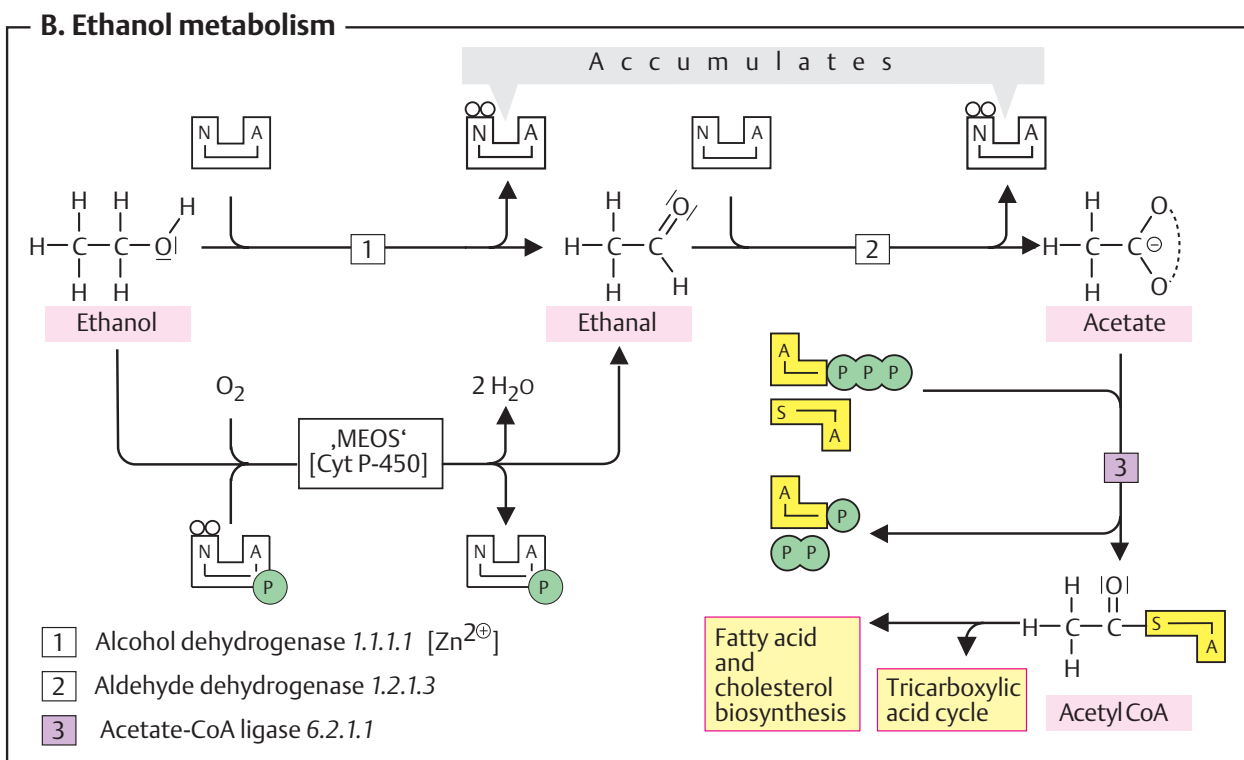 B. Ethanol metabolism
Accumulates
N A
N A
N A
N A
H H H
H C C O
H H
1
H O
H C C
H H
2
H O
H C C ⊖
H O
Ethanol
Ethanal
Acetate
O2
2 H2O
‚MEOS‘
[Cyt P-450]
A P P P
S A
3
A P
P P
N A P
N A P
1 Alcohol dehydrogenase 1.1.1.1 [Zn2⊕]
2 Aldehyde dehydrogenase 1.2.1.3
3 Acetate-CoA ligase 6.2.1.1
H O
H C C S A
H
Fatty acid
and
cholesterol
biosynthesis
Tricarboxylic
acid cycle
Acetyl CoA